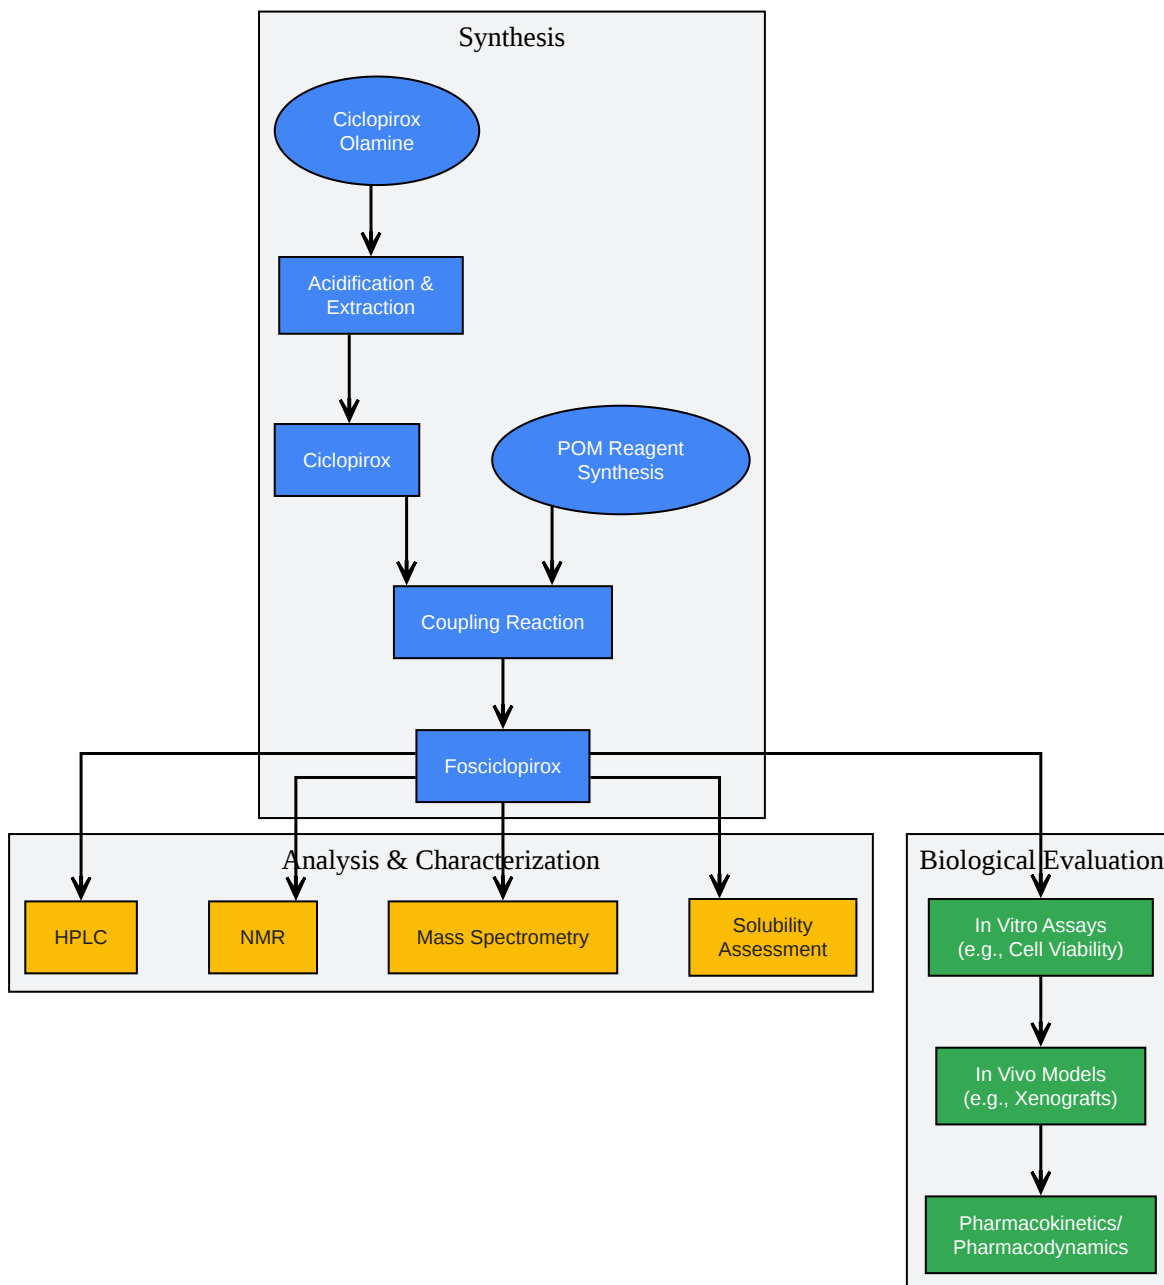 Synthesis
Ciclopirox
Olamine
Acidification &
Extraction
Ciclopirox
POM Reagent
Synthesis
Coupling Reaction
Fosciclopirox
Analysis & Characterization
HPLC
NMR
Mass Spectrometry
Solubility
Assessment
Biological Evaluation
In Vitro Assays
(e.g., Cell Viability)
In Vivo Models
(e.g., Xenografts)
Pharmacokinetics/
Pharmacodynamics